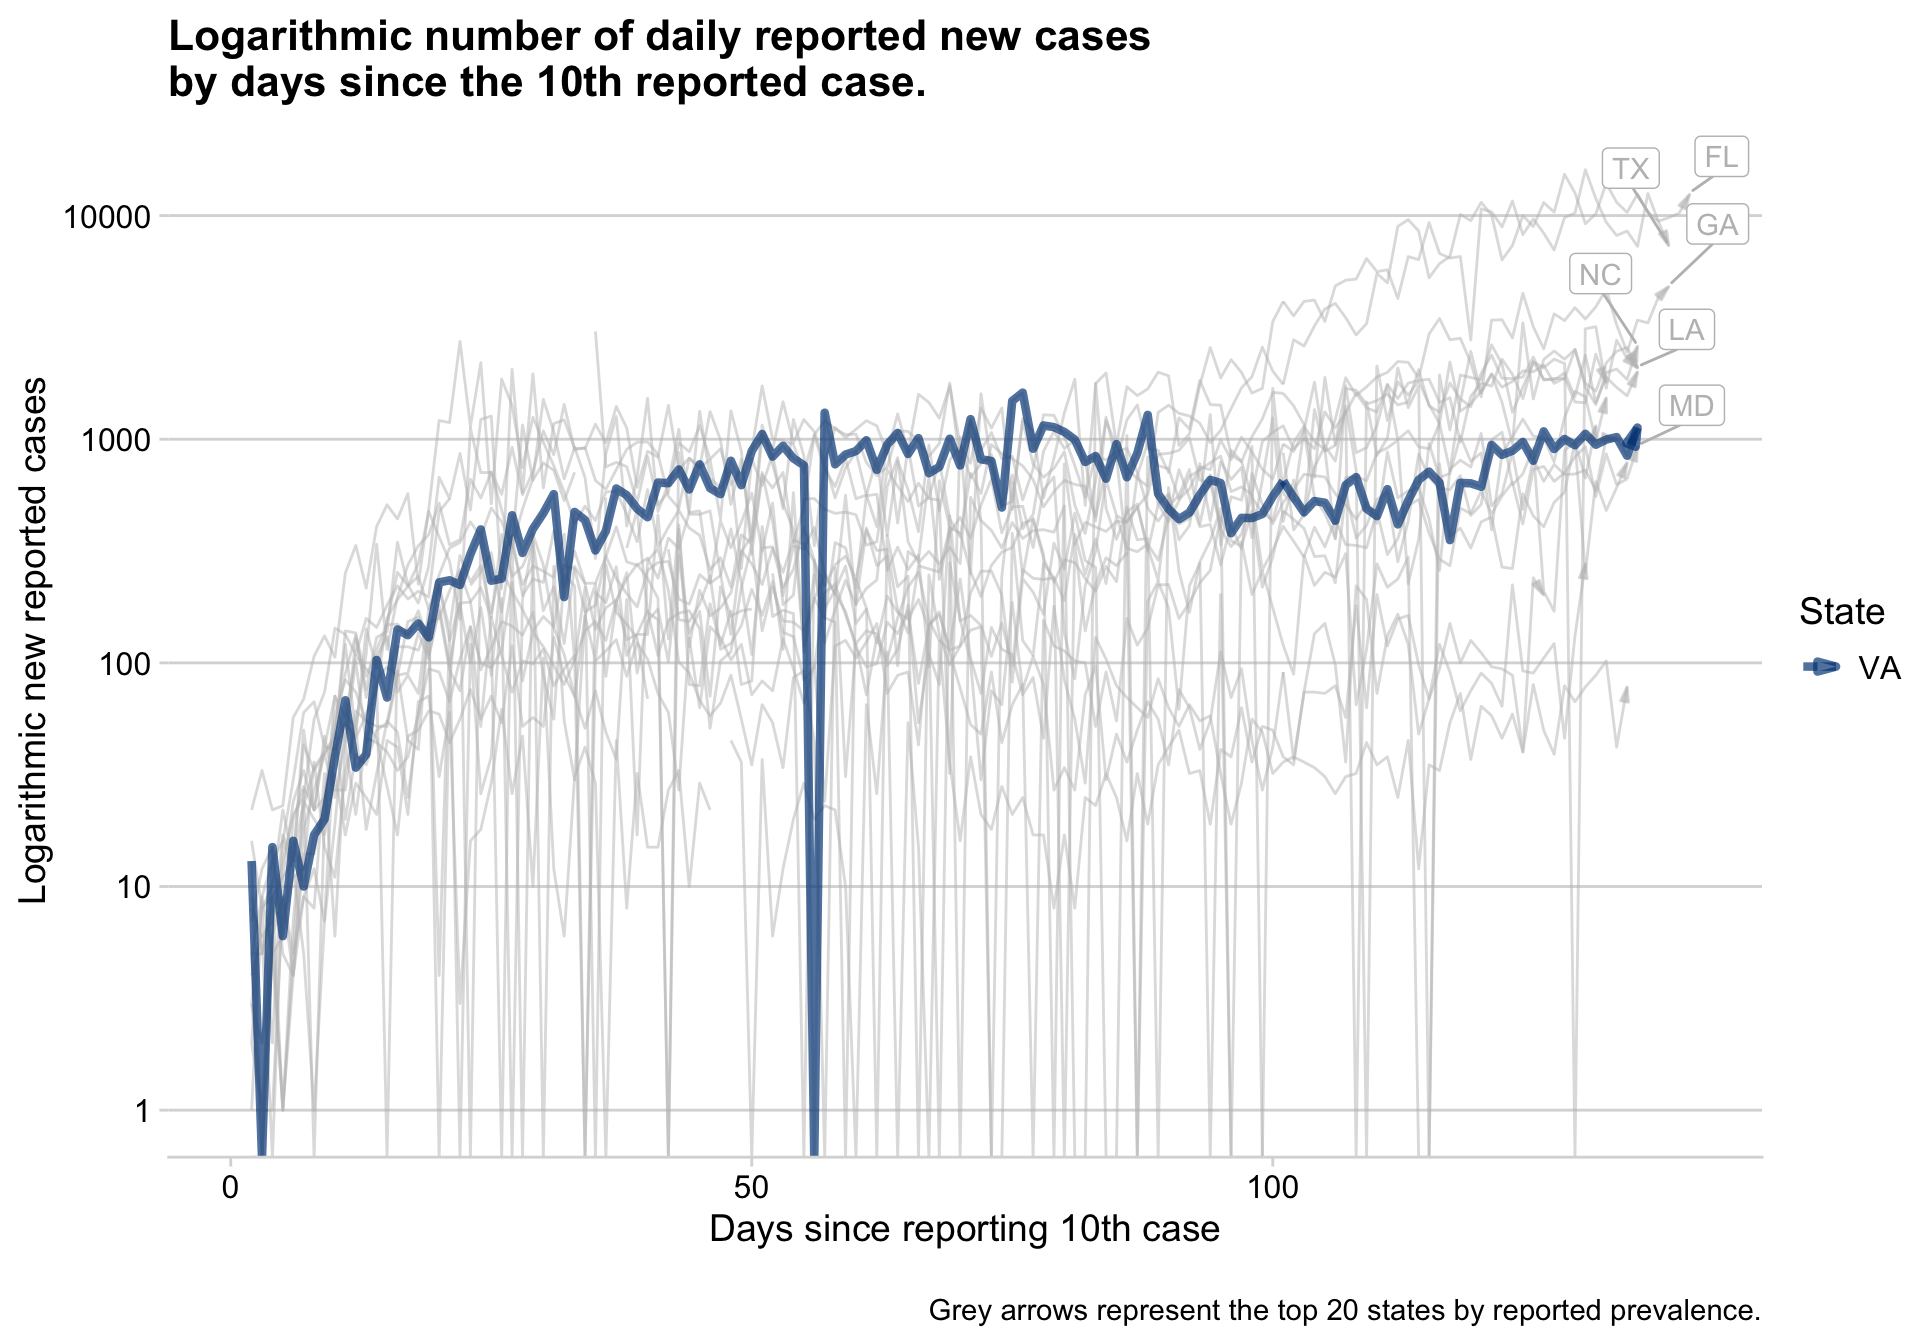 Logarithmic number of daily reported new cases
by days since the 10th reported case.
TX
FL
GA
NC
LA
MD
10000
1000
100
10
1
Logarithmic new reported cases
State
VA
0
50
100
Days since reporting 10th case
Grey arrows represent the top 20 states by reported prevalence.